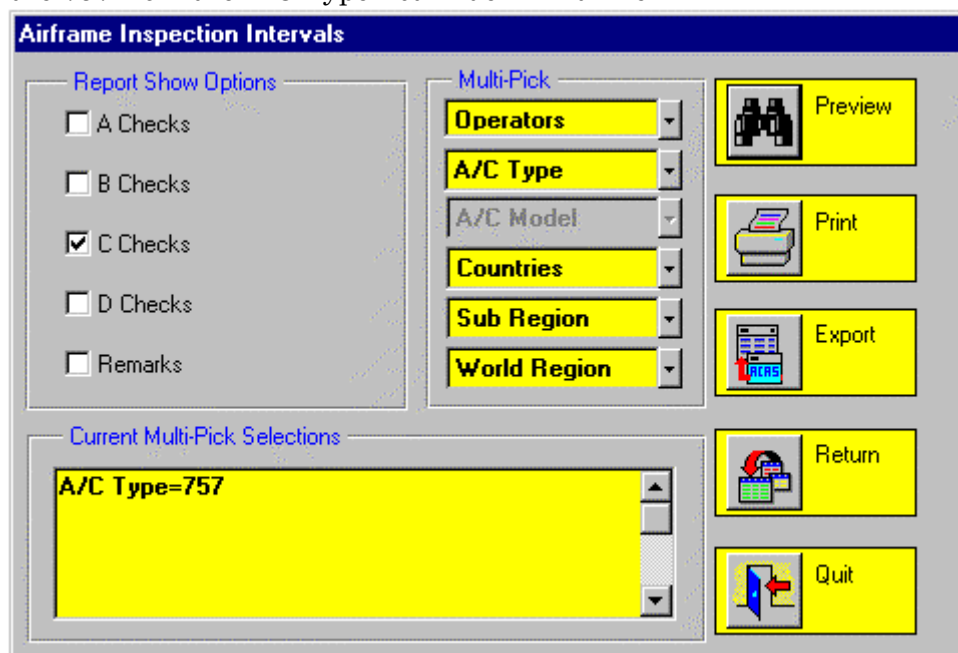 Airframe Inspection Intervals
Report Show Options
A Checks
B Checks
C Checks
D Checks
Remarks
Multi-Pick
Operators
A/C Type
A/C Model
Countries
Sub Region
World Region
Preview
Print
Export
ACAS
Return
Quit
Current Multi-Pick Selections
A/C Type=757